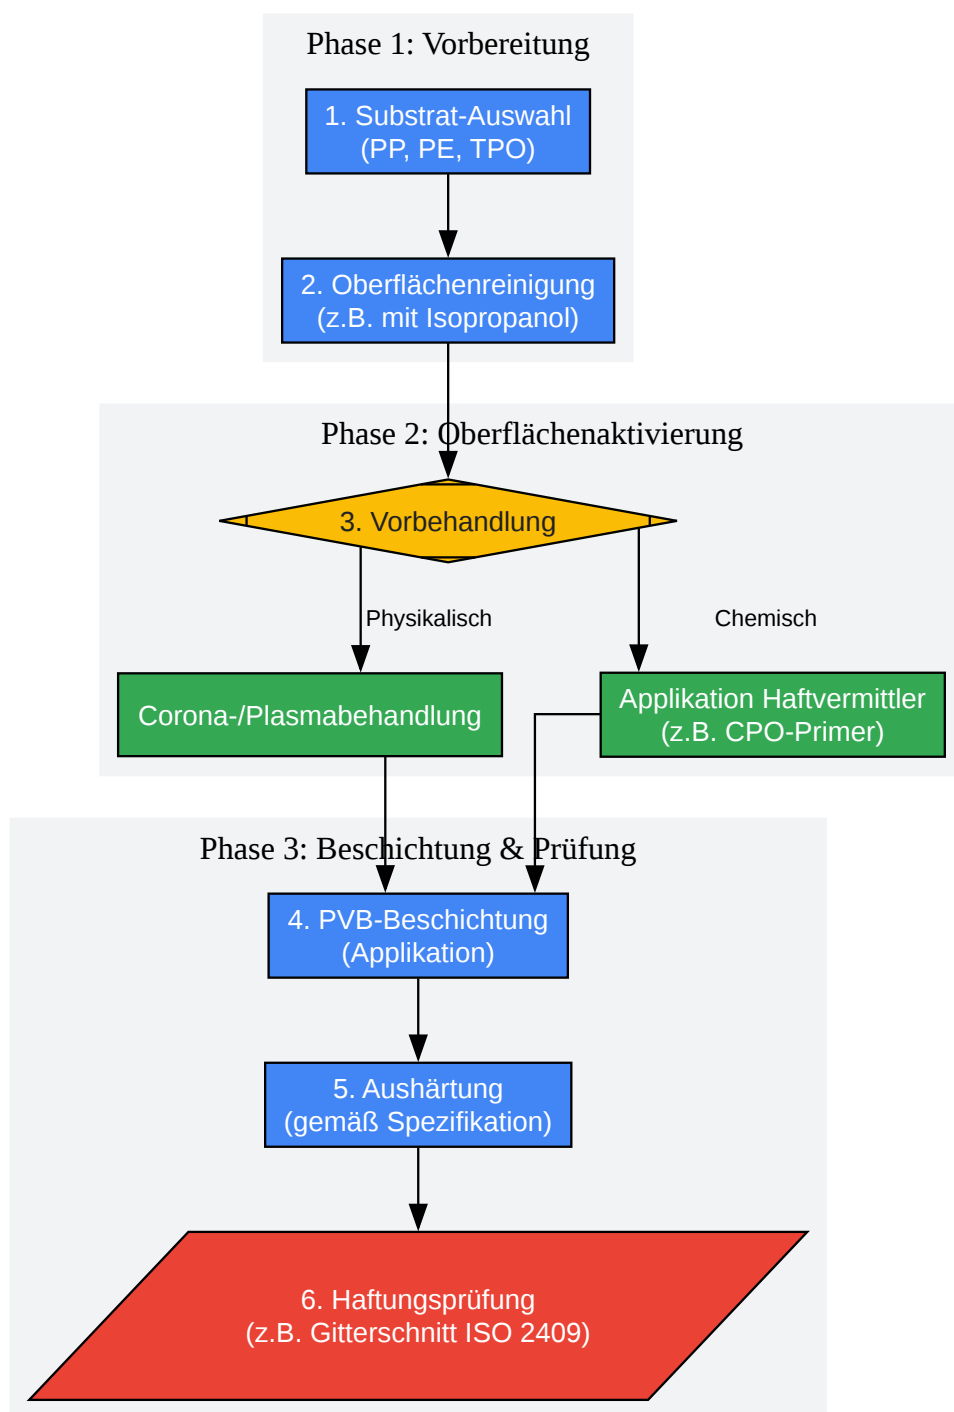 Phase 1: Vorbereitung
1. Substrat-Auswahl
(PP, PE, TPO)
2. Oberflächenreinigung
(z.B. mit Isopropanol)
Phase 2: Oberflächenaktivierung
3. Vorbehandlung
Physikalisch
Chemisch
Corona-/Plasmabehandlung
Applikation Haftvermittler
(z.B. CPO-Primer)
Phase 3: Beschichtung & Prüfung
4. PVB-Beschichtung
(Applikation)
5. Aushärtung
(gemäß Spezifikation)
6. Haftungsprüfung
(z.B. Gitterschnitt ISO 2409)